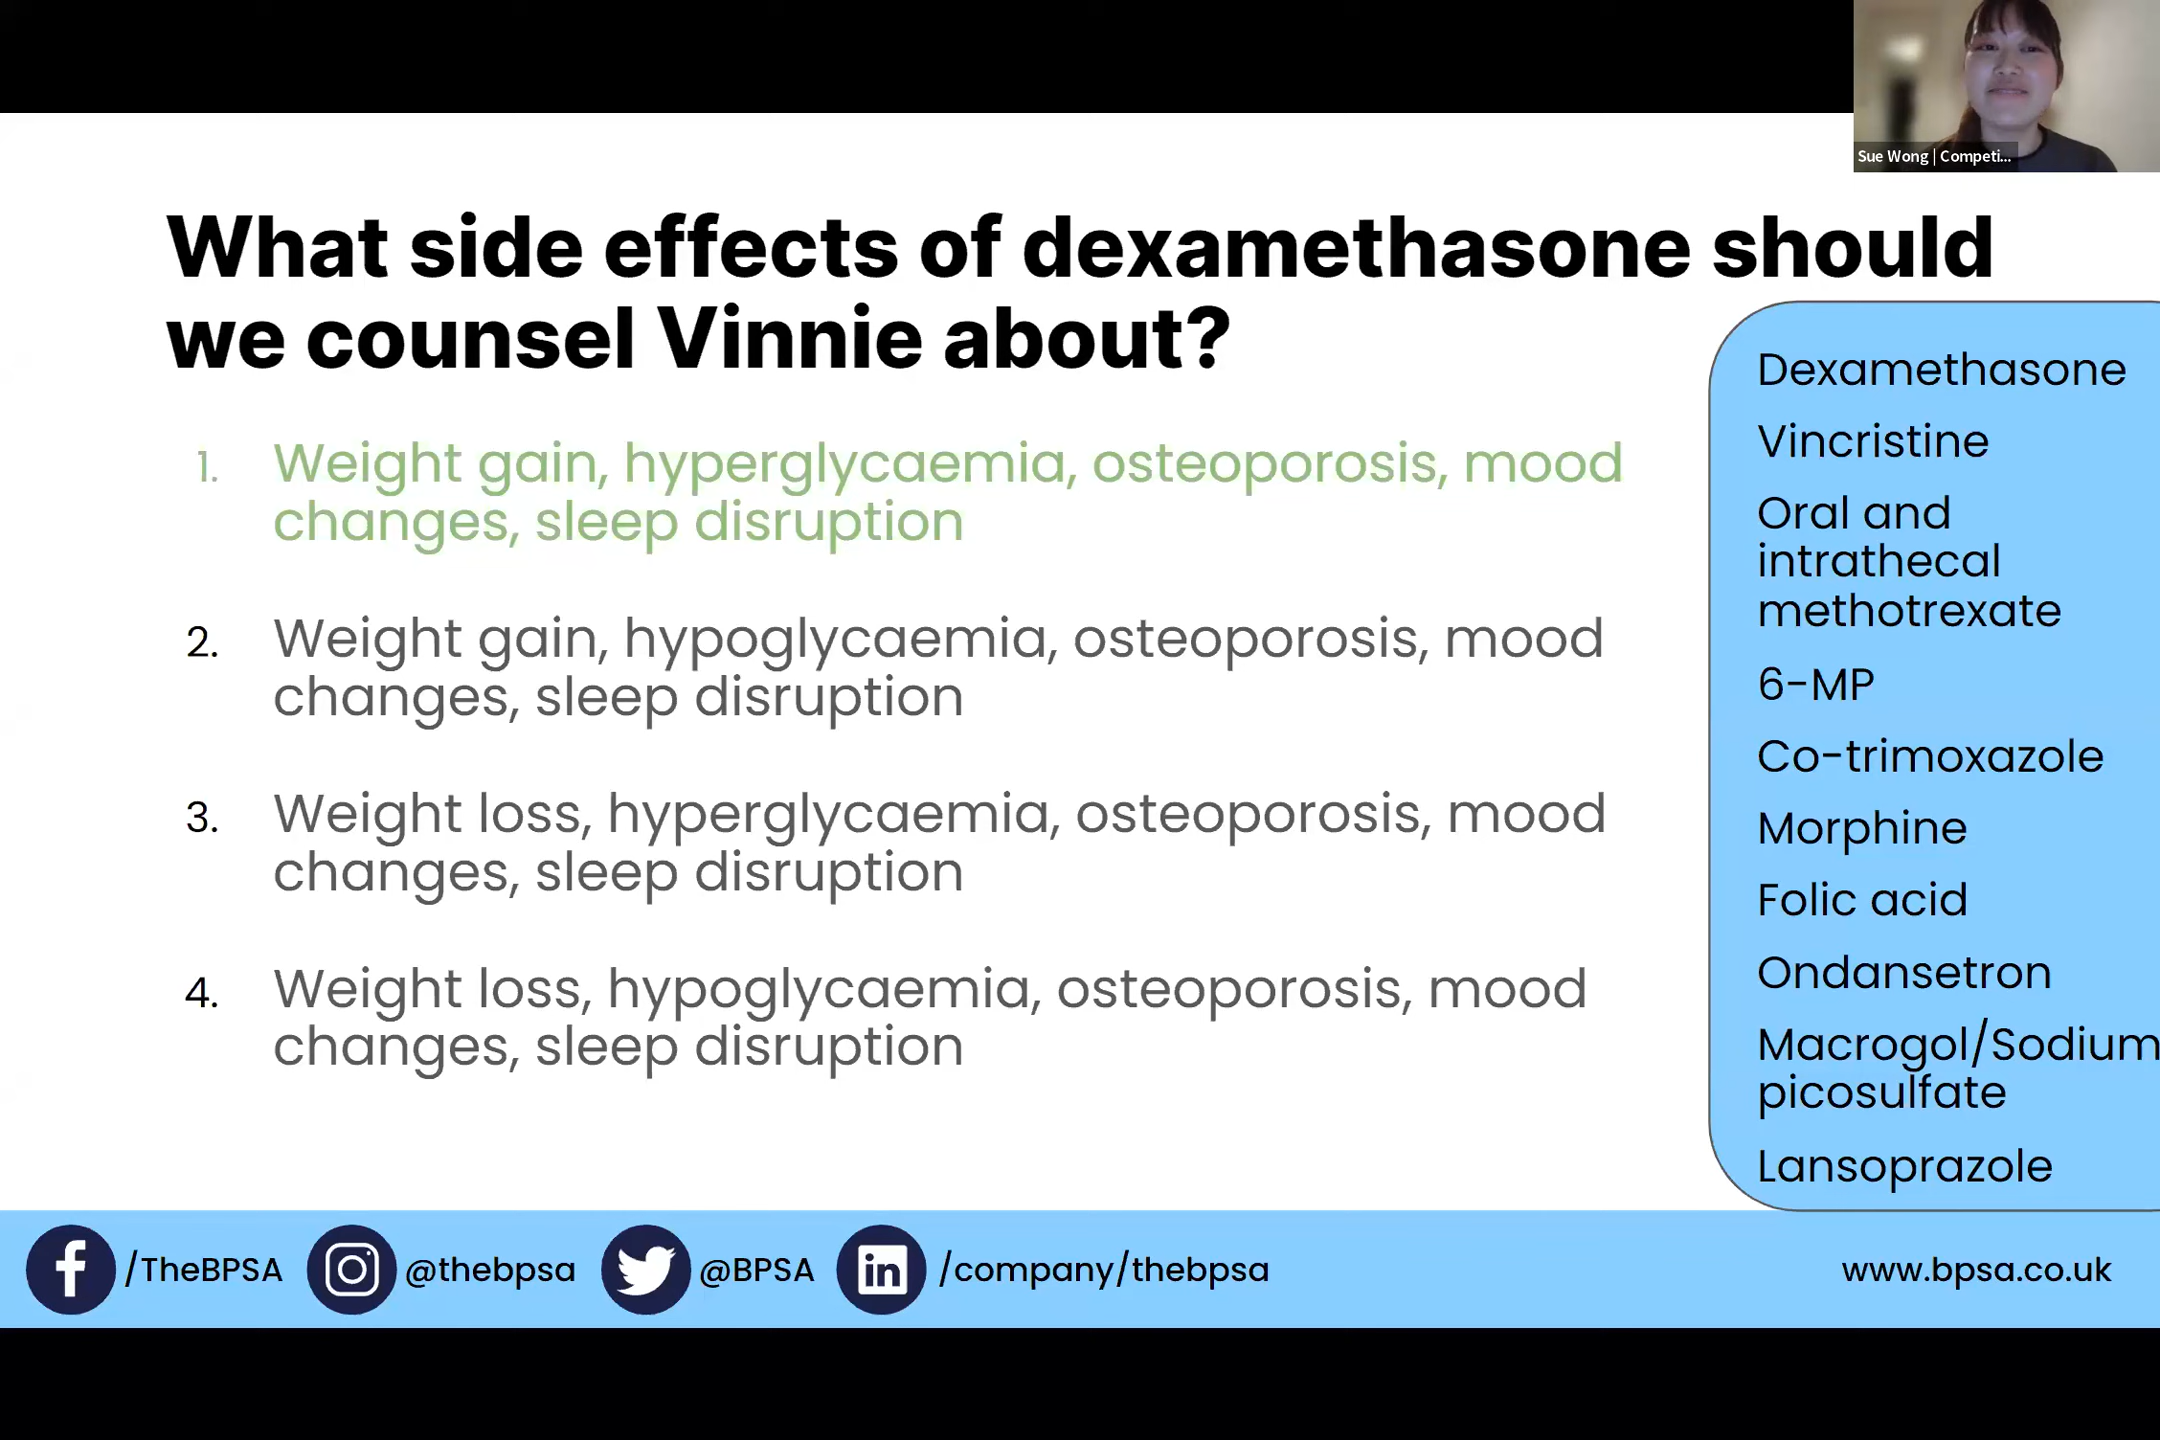 Sue Wong | Competi...
What side effects of dexamethasone should
we counsel Vinnie about?
1. Weight gain, hyperglycaemia, osteoporosis, mood
changes, sleep disruption
2. Weight gain, hypoglycaemia, osteoporosis, mood
changes, sleep disruption
3. Weight loss, hyperglycaemia, osteoporosis, mood
changes, sleep disruption
4. Weight loss, hypoglycaemia, osteoporosis, mood
changes, sleep disruption
Dexamethasone
Vincristine
Oral and
intrathecal
methotrexate
6-MP
Co-trimoxazole
Morphine
Folic acid
Ondansetron
Macrogol/Sodium
picosulfate
Lansoprazole
/TheBPSA @thebpsa @BPSA /company/thebpsa www.bpsa.co.uk